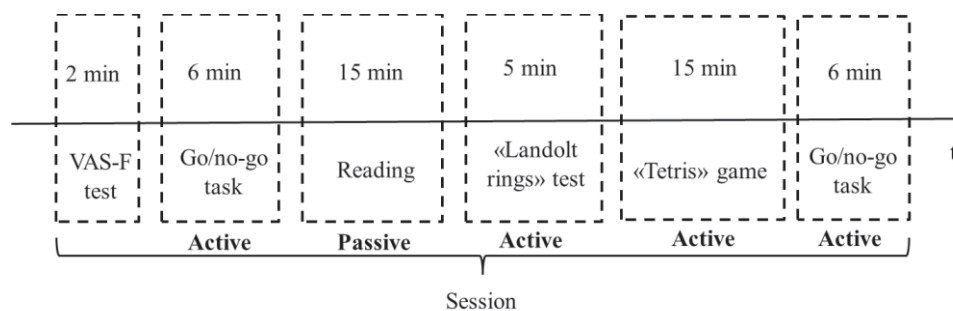 2 min
6 min
15 min
5 min
15 min
6 min
VAS-F
test
Go/no-go
task
Reading
«Landolt
rings» test
«Tetris» game
Go/no-go
task
t
Active
Passive
Active
Active
Active
Session